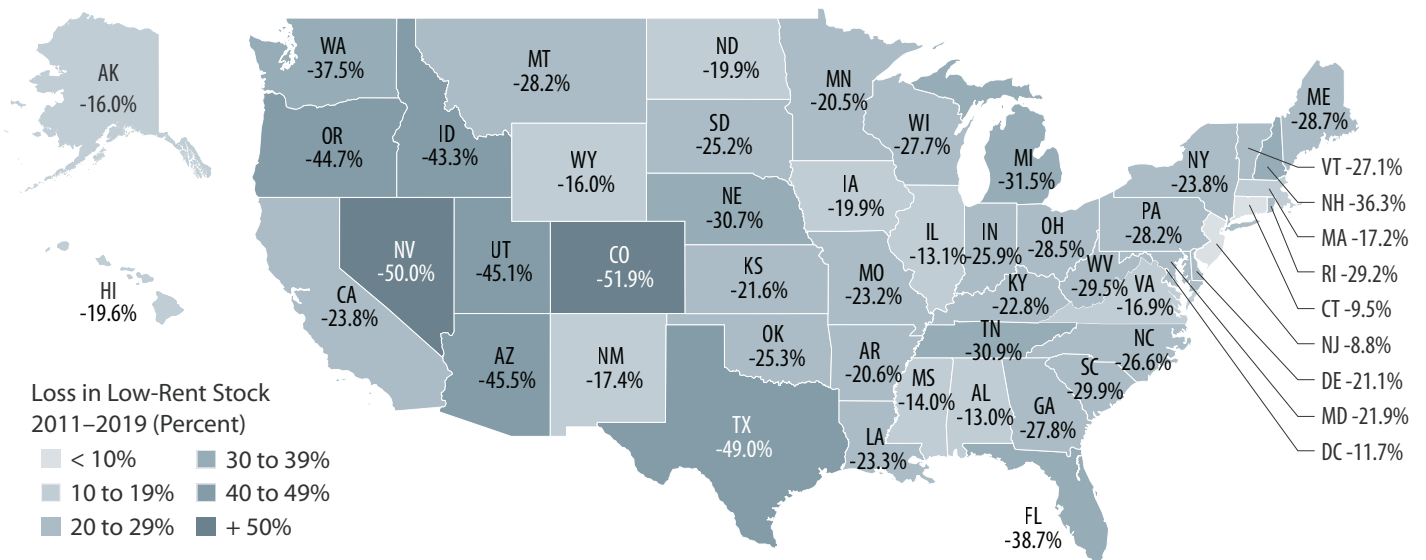 AK
-16.0%
HI
-19.6%
WA
-37.5%
OR
-44.7%
ID
-43.3%
MT
-28.2%
WY
-16.0%
NV
-50.0%
UT
-45.1%
CO
-51.9%
CA
-23.8%
AZ
-45.5%
NM
-17.4%
ND
-19.9%
SD
-25.2%
NE
-30.7%
KS
-21.6%
OK
-25.3%
TX
-49.0%
MN
-20.5%
IA
-19.9%
MO
-23.2%
AR
-20.6%
LA
-23.3%
WI
-27.7%
IL
-13.1%
MI
-31.5%
IN
-25.9%
OH
-28.5%
KY
-22.8%
TN
-30.9%
MS
-14.0%
AL
-13.0%
GA
-27.8%
FL
-38.7%
SC
-29.9%
NC
-26.6%
VA
-16.9%
WV
-29.5%
PA
-28.2%
NY
-23.8%
ME
-28.7%
VT -27.1%
NH -36.3%
MA -17.2%
RI -29.2%
CT -9.5%
NJ -8.8%
DE -21.1%
MD -21.9%
DC -11.7%
Loss in Low-Rent Stock
2011–2019 (Percent)
< 10%
10 to 19%
20 to 29%
30 to 39%
40 to 49%
+ 50%